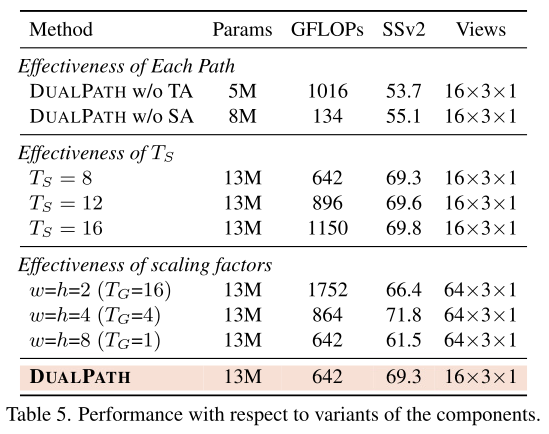 Method Params GFLOPs SSv2 Views
Effectiveness of Each Path
DUALPATH w/o TA 5M 1016 53.7 16×3×1
DUALPATH w/o SA 8M 134 55.1 16×3×1
Effectiveness of T_S
T_S = 8 13M 642 69.3 16×3×1
T_S = 12 13M 896 69.6 16×3×1
T_S = 16 13M 1150 69.8 16×3×1
Effectiveness of scaling factors
w=h=2 (T_G=16) 13M 1752 66.4 64×3×1
w=h=4 (T_G=4) 13M 864 71.8 64×3×1
w=h=8 (T_G=1) 13M 642 61.5 64×3×1
DUALPATH 13M 642 69.3 16×3×1
Table 5. Performance with respect to variants of the components.